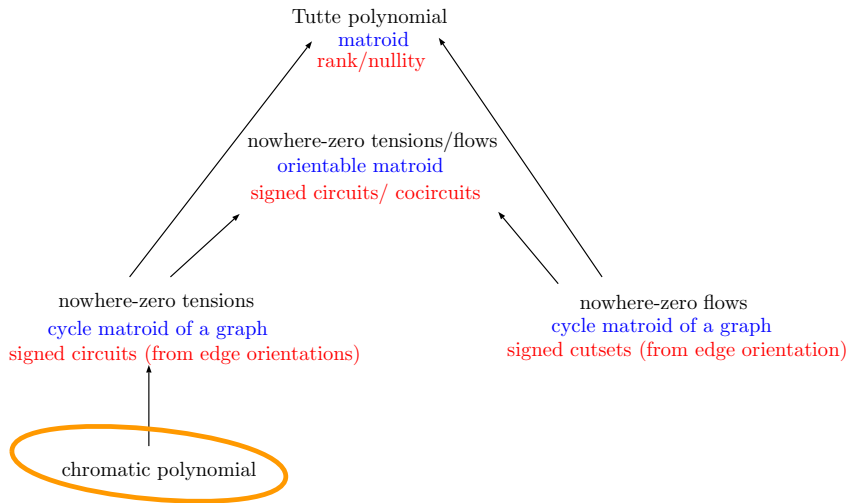 Tutte polynomial
matroid
rank/nullity
nowhere-zero tensions/flows
orientable matroid
signed circuits/ cocircuits
nowhere-zero tensions
cycle matroid of a graph
signed circuits (from edge orientations)
nowhere-zero flows
cycle matroid of a graph
signed cutsets (from edge orientation)
chromatic polynomial